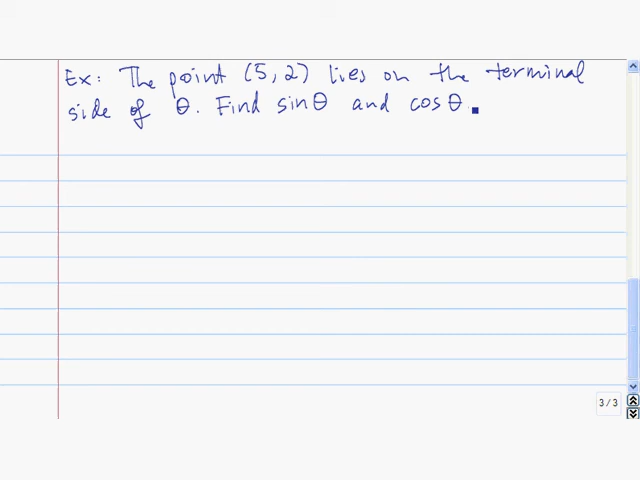 Ex: The point (5,2) lies on the terminal
side of θ. Find sinθ and cosθ.
3/3